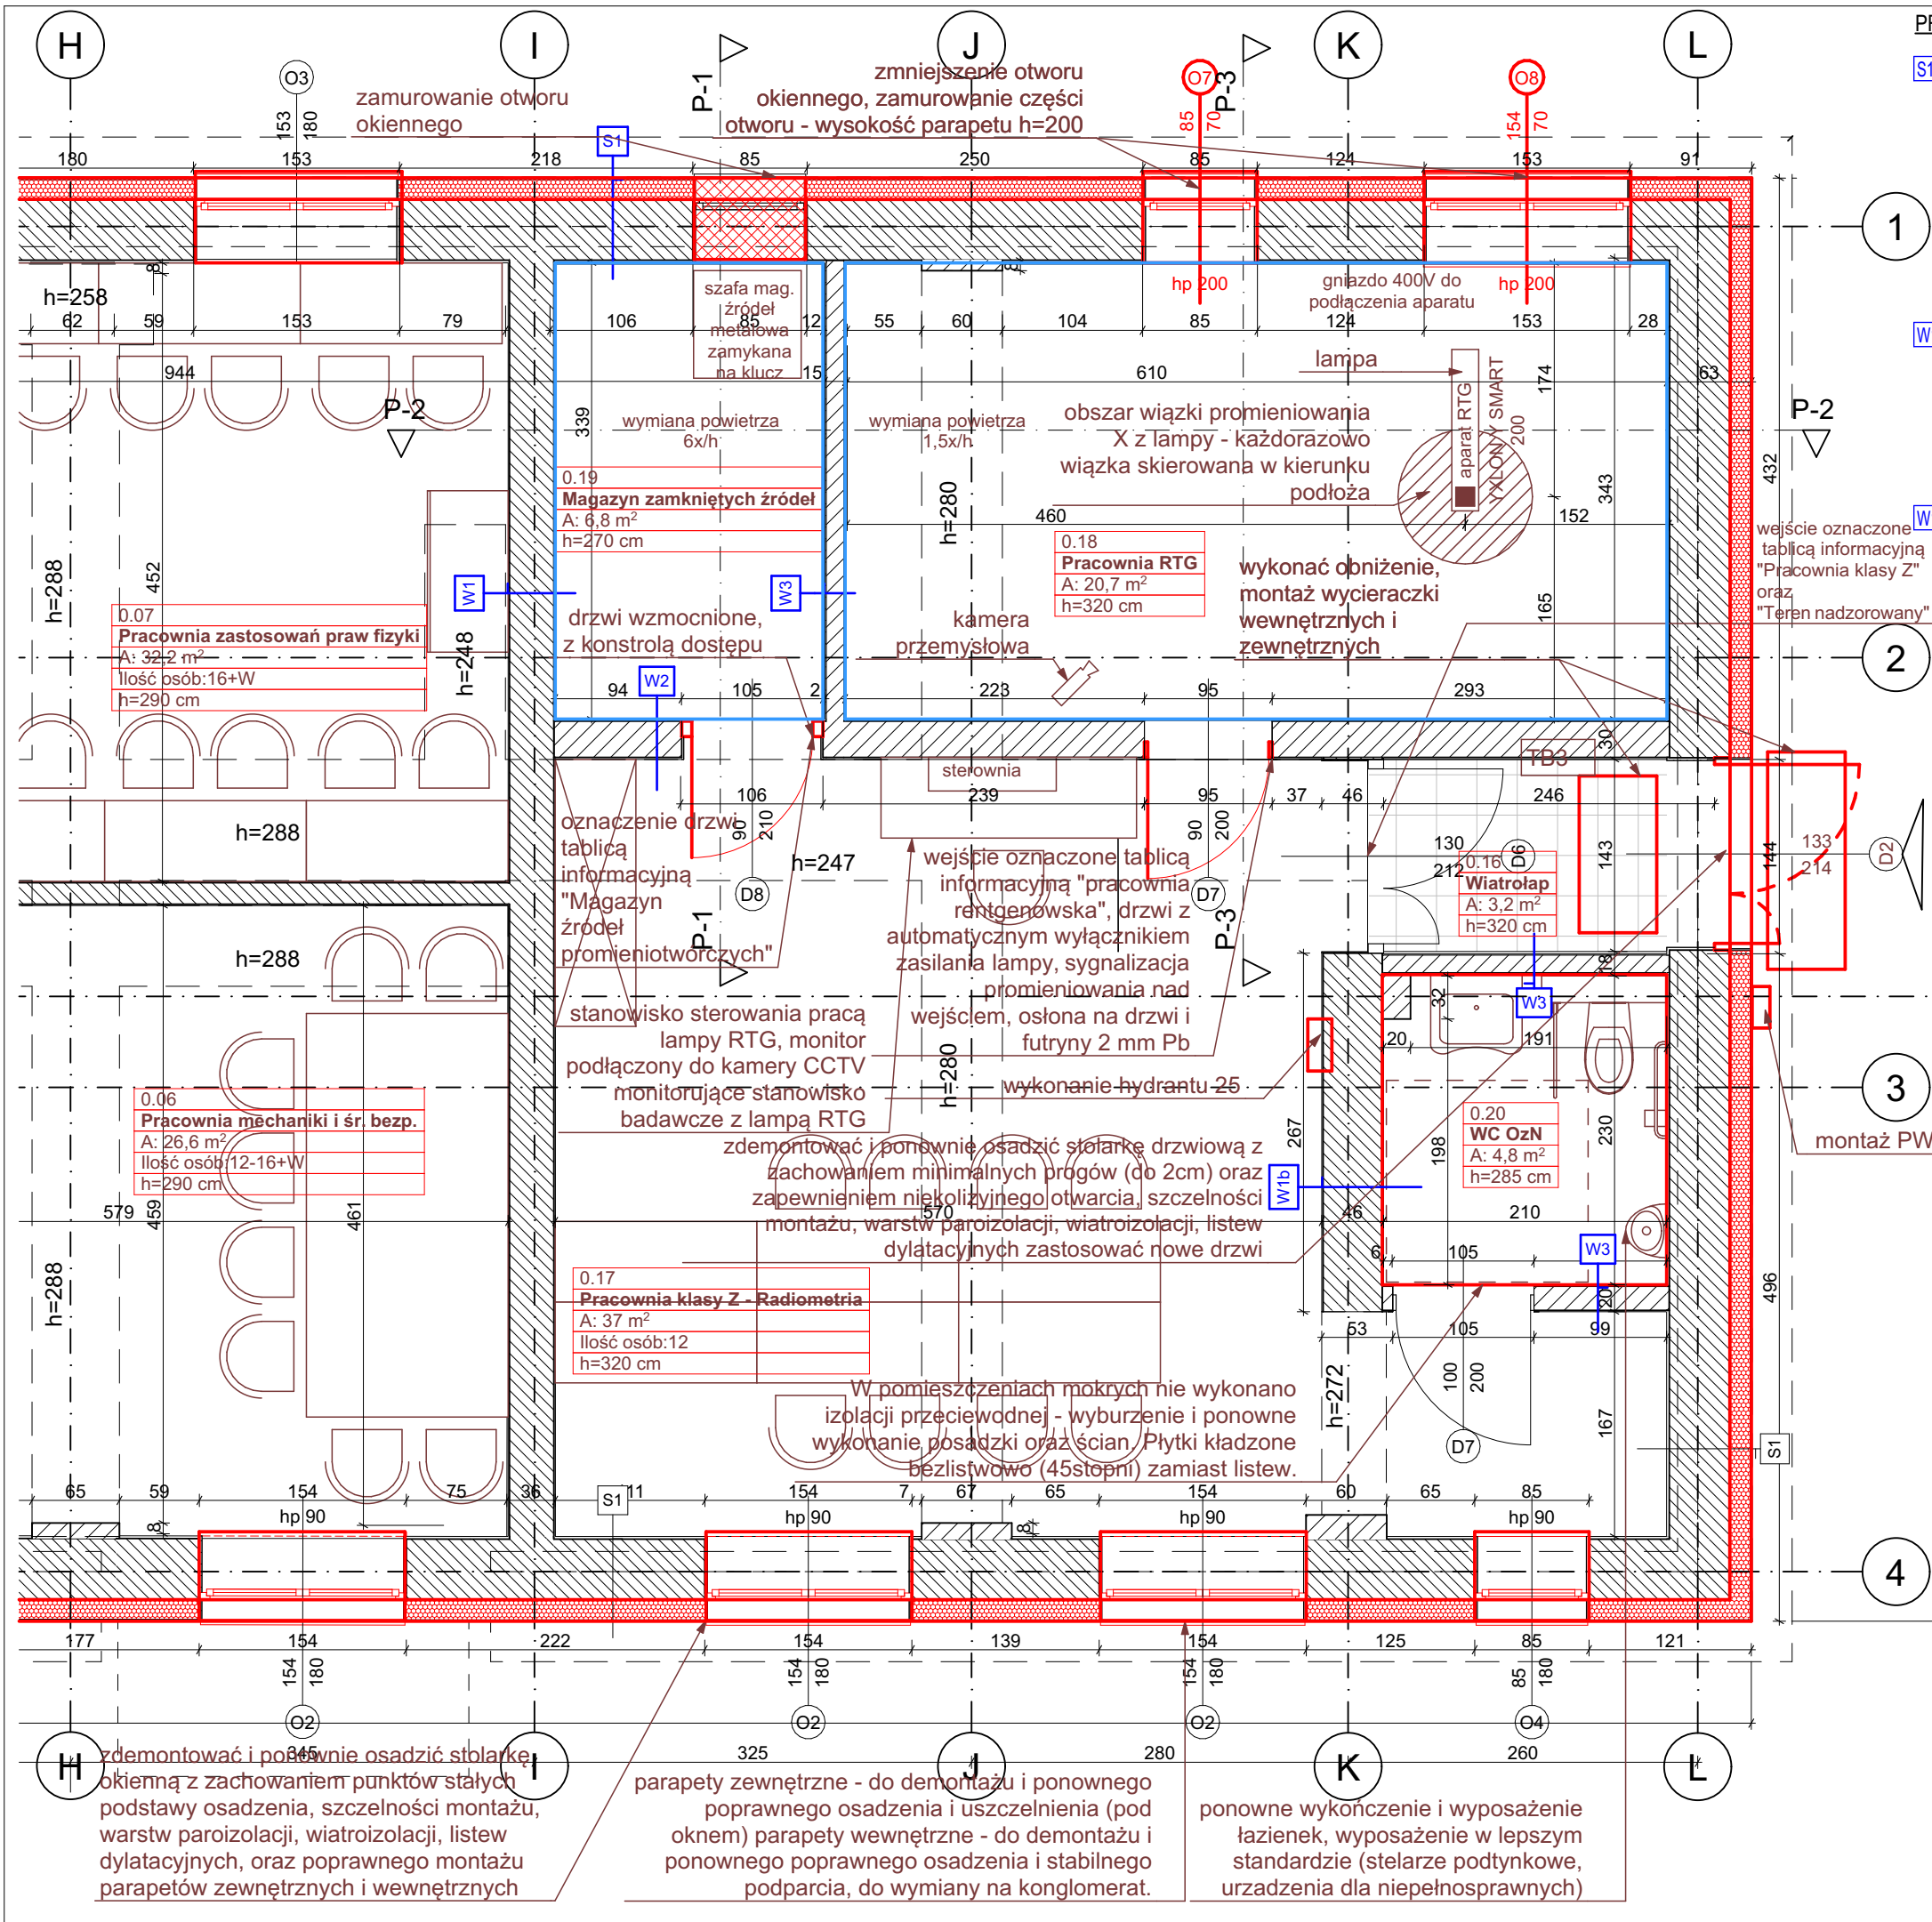 H
I
J
K
L
PF
O3
153
180
zamurowanie otworu
okiennego
S1
P-1
zmniejszenie otworu
okiennego, zamurowanie części
otworu - wysokość parapetu h=200
O7
85
70
P-3
O8
154
70
S1
180
153
218
85
250
85
124
153
91
1
8
h=258
62
59
153
79
944
P-2
106
85
12
15
339
szafa mag.
źródeł
metalowa
zamykana
na klucz
8
55
60
104
85
124
153
28
hp 200
gniazdo 400V do
podłączenia aparatu
hp 200
610
63
lampa
aparat RTG
YXLON Y.SMART
200
174
343
W
P-2
432
wymiana powietrza
6x/h
wymiana powietrza
1,5x/h
obszar wiązki promieniowania
X z lampy - każdorazowo
wiązka skierowana w kierunku
podłoża
0.19
Magazyn zamkniętych źródeł
A: 6,8 m²
h=270 cm
h=280
460
152
0.18
Pracownia RTG
A: 20,7 m²
h=320 cm
W
wejście oznaczone
tablicą informacyjną
"Pracownia klasy Z"
oraz
"Teren nadzorowany"
h=288
452
0.07
Pracownia zastosowań praw fizyki
A: 32,2 m²
Ilość osób:16+W
h=290 cm
h=248
W1
W3
drzwi wzmocnione,
z konstrolą dostępu
kamera
przemysłowa
wykonać obniżenie,
montaż wycieraczki
wewnętrznych i
zewnętrznych
165
2
W2
94
105
2
223
95
293
30
TB3
sterownia
106
239
95
37
46
246
90
210
90
200
h=288
oznaczenie drzwi
tablicą
informacyjną
"Magazyn
źródeł
promieniotwórczych"
h=247
D8
P-1
wejście oznaczone tablicą
informacyjną "pracownia
rentgenowska", drzwi z
automatycznym wyłącznikiem
zasilania lampy, sygnalizacja
promieniowania nad
wejściem, osłona na drzwi i
futryny 2 mm Pb
D7
P-3
130
212
D6
0.16
Wiatrołap
A: 3,2 m²
h=320 cm
143
144
133
214
D2
h=288
18
W3
32
20
191
stanowisko sterowania pracą
lampy RTG, monitor
podłączony do kamery CCTV
monitorujące stanowisko
badawcze z lampą RTG
h=280
wykonanie hydrantu 25
3
0.06
Pracownia mechaniki i śr. bezp.
A: 26,6 m²
Ilość osób:12-16+W
h=290 cm
267
198
0.20
WC OzN
A: 4,8 m²
h=285 cm
230
montaż PW
zdemontować i ponownie osadzić stolarkę drzwiową z
zachowaniem minimalnych progów (do 2cm) oraz
zapewnieniem niekolizyjnego otwarcia, szczelności
montażu, warstw paroizolacji, wiatroizolacji, listew
dylatacyjnych zastosować nowe drzwi
W1b
579
459
461
570
46
210
6
105
W3
20
496
h=288
0.17
Pracownia klasy Z - Radiometria
A: 37 m²
Ilość osób:12
h=320 cm
53
105
99
h=272
100
200
167
D7
S1
W pomieszczeniach mokrych nie wykonano
izolacji przeciewodnej - wyburzenie i ponowne
wykonanie posadzki oraz ścian. Płytki kładzone
bezlistwowo (45stopni) zamiast listew.
65
59
154
75
36
S1
11
154
7
67
65
154
60
65
85
8
hp 90
hp 90
8
hp 90
hp 90
4
177
154
222
154
139
154
125
85
121
154
180
154
180
154
180
85
180
O2
O2
O2
O4
H
345
I
325
J
280
K
260
L
zdemontować i ponownie osadzić stolarkę
okienną z zachowaniem punktów stałych
podstawy osadzenia, szczelności montażu,
warstw paroizolacji, wiatroizolacji, listew
dylatacyjnych, oraz poprawnego montażu
parapetów zewnętrznych i wewnętrznych
parapety zewnętrzne - do demontażu i ponownego
poprawnego osadzenia i uszczelnienia (pod
oknem) parapety wewnętrzne - do demontażu i
ponownego poprawnego osadzenia i stabilnego
podparcia, do wymiany na konglomerat.
ponowne wykończenie i wyposażenie
łazienek, wyposażenie w lepszym
standardzie (stelarze podtynkowe,
urzadzenia dla niepełnosprawnych)